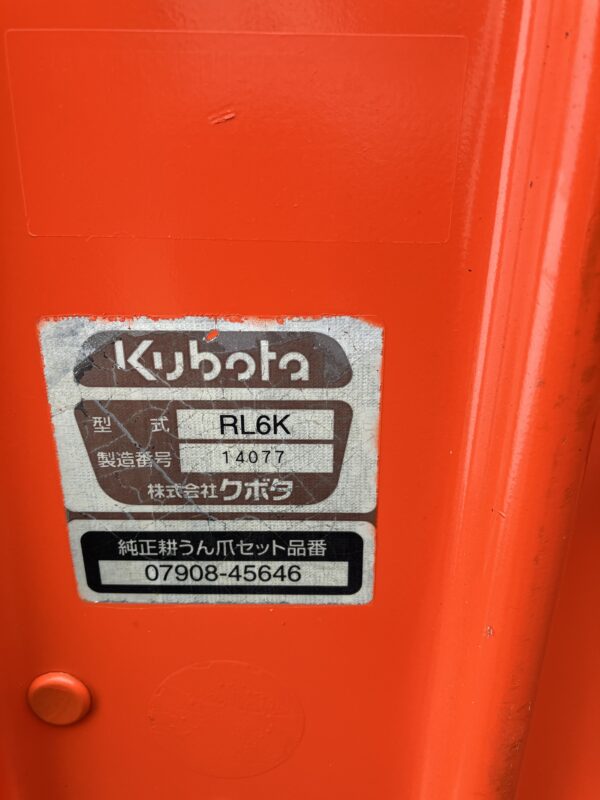 Kubota
型式 RL6K
製造番号 14077
株式会社クボタ
純正耕うん爪セット品番
07908-45646